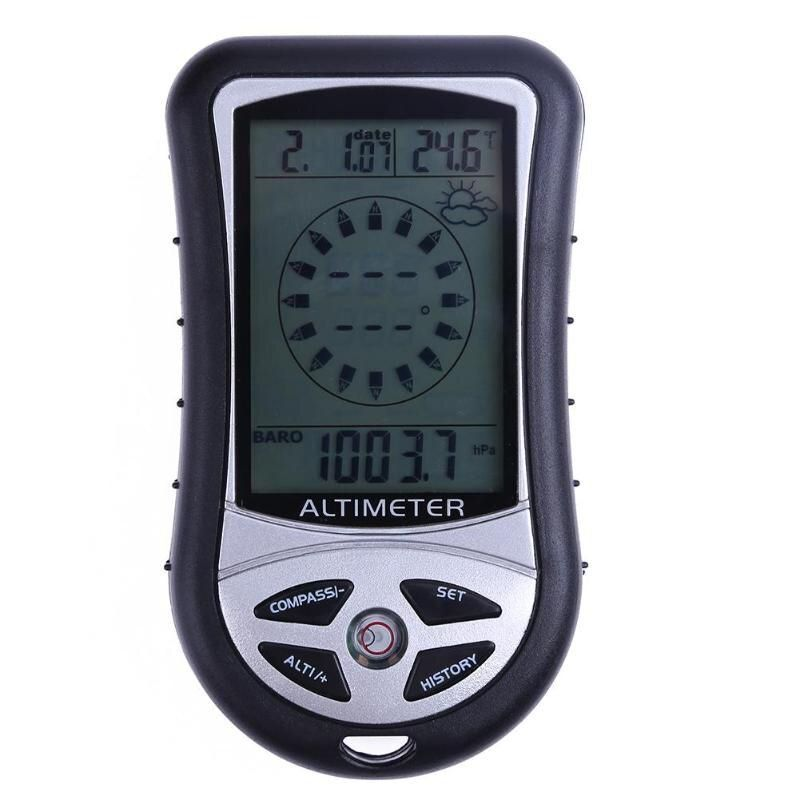 date
2. 1.07 24.6 °C
--- 
--- °
BARO 1003.7 hPa
ALTIMETER
COMPASS/- SET
ALTI/+ HISTORY